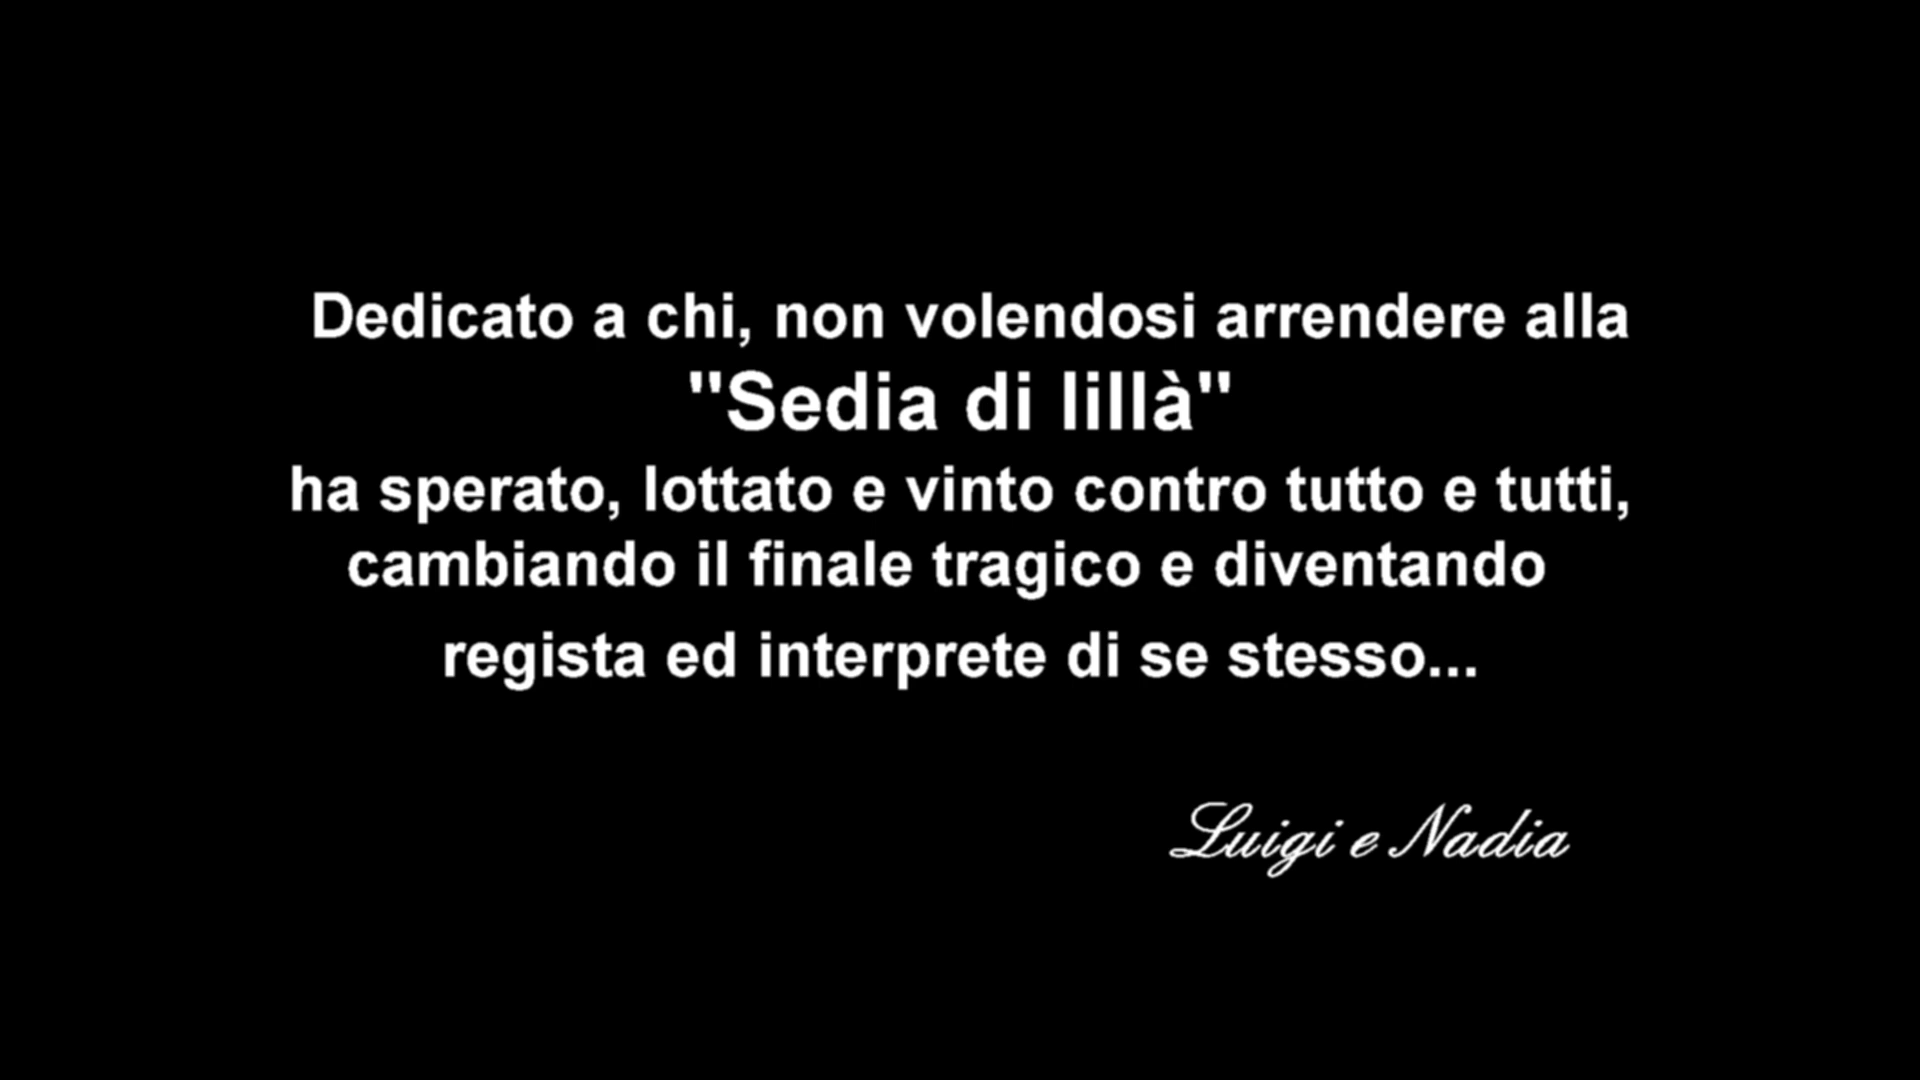 Dedicato a chi, non volendosi arrendere alla
"Sedia di lillà"
ha sperato, lottato e vinto contro tutto e tutti,
cambiando il finale tragico e diventando
regista ed interprete di se stesso...
Luigi e Nadia